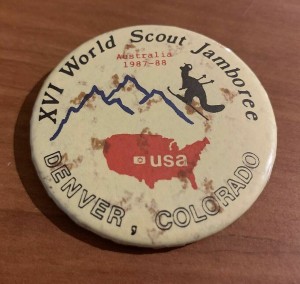 XVI World Scout Jamboree
Australia
1987-88
usa
DENVER, COLORADO